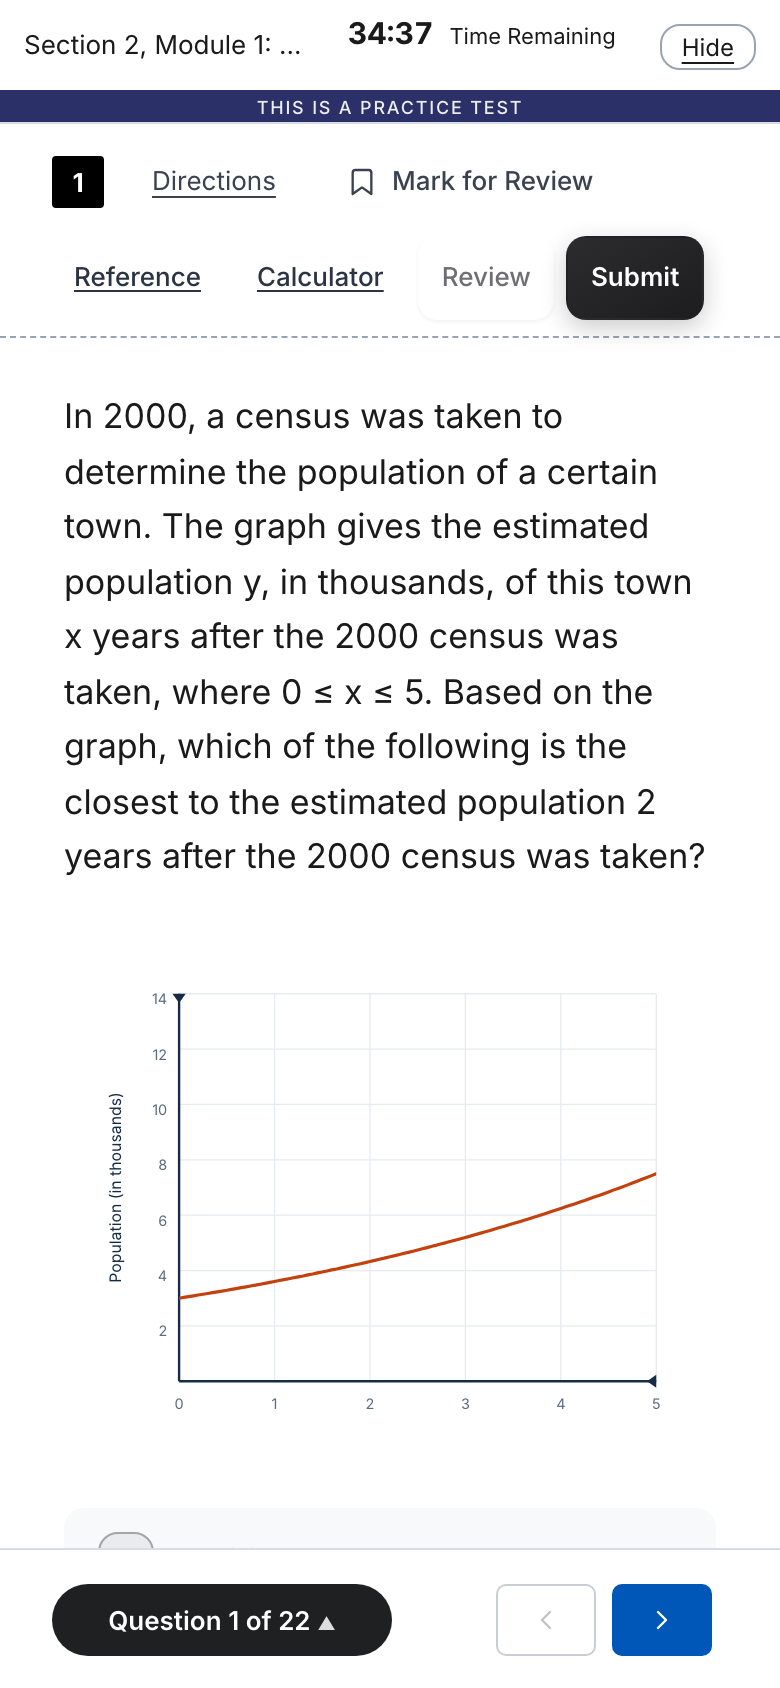 Section 2, Module 1: ...
34:37 Time Remaining
Hide
THIS IS A PRACTICE TEST
1
Directions
Mark for Review
Reference
Calculator
Review
Submit
In 2000, a census was taken to
determine the population of a certain
town. The graph gives the estimated
population y, in thousands, of this town
x years after the 2000 census was
taken, where 0 ≤ x ≤ 5. Based on the
graph, which of the following is the
closest to the estimated population 2
years after the 2000 census was taken?
Population (in thousands)
14
12
10
8
6
4
2
0 1 2 3 4 5
Question 1 of 22 ▲